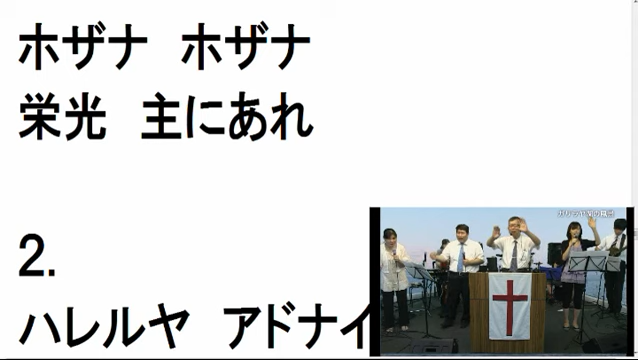 ホザナ ホザナ
栄光 主にあれ
2.
ハレルヤ アドナイ